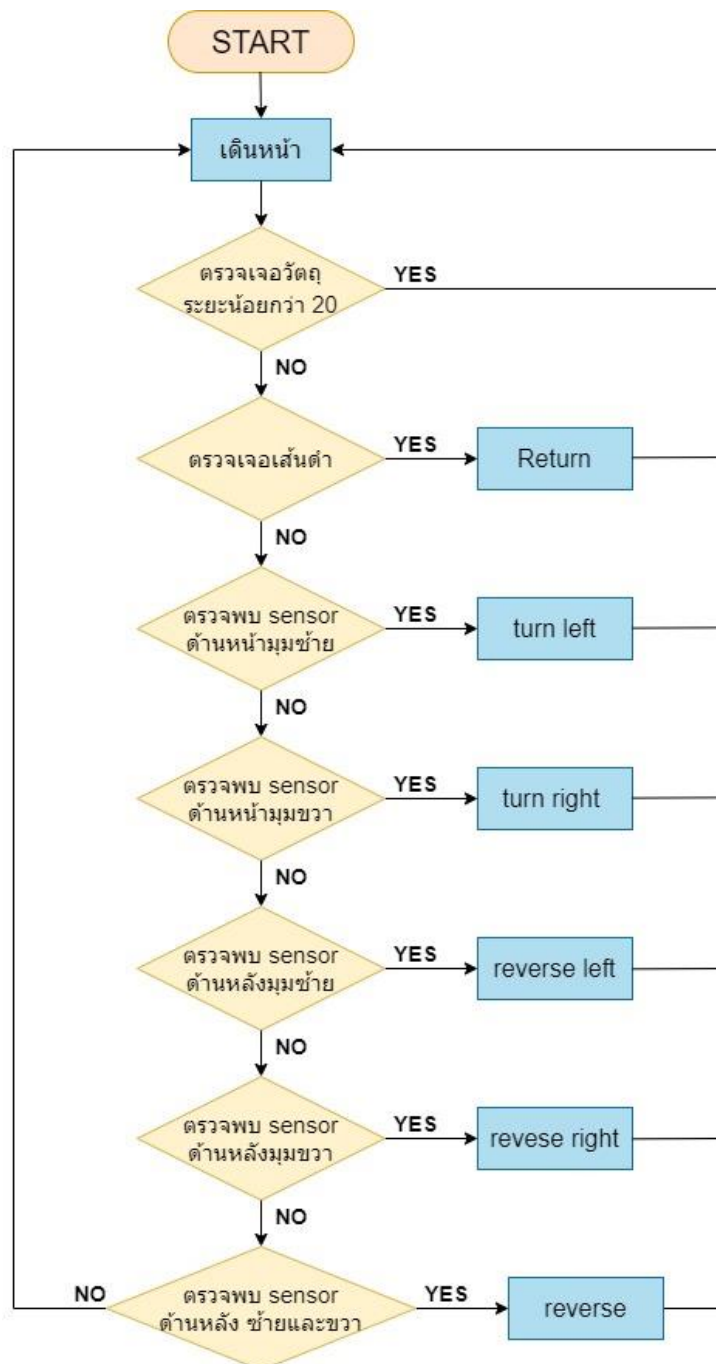 START
เดินหน้า
ตรวจเจอวัตถุ
ระยะน้อยกว่า 20
YES
NO
ตรวจเจอเส้นดำ
YES
Return
NO
ตรวจพบ sensor
ด้านหน้ามุมซ้าย
YES
turn left
NO
ตรวจพบ sensor
ด้านหน้ามุมขวา
YES
turn right
NO
ตรวจพบ sensor
ด้านหลังมุมซ้าย
YES
reverse left
NO
ตรวจพบ sensor
ด้านหลังมุมขวา
YES
revese right
NO
NO
ตรวจพบ sensor
ด้านหลัง ซ้ายและขวา
YES
reverse